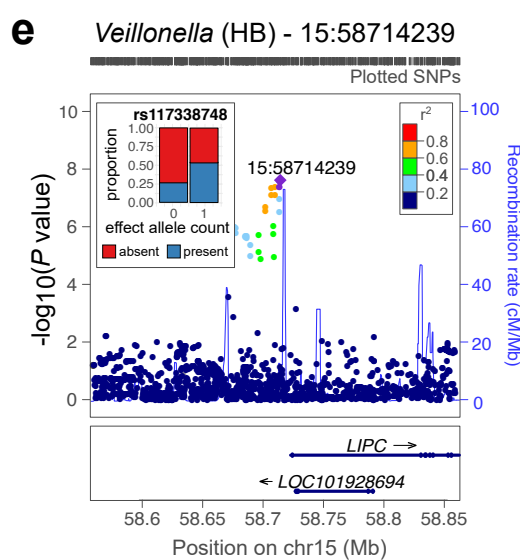 e
Veillonella (HB) - 15:58714239
Plotted SNPs
10
8
6
4
2
0
-log10(P value)
100
80
60
40
20
0
Recombination rate (cM/Mb)
rs117338748
proportion
1.00
0.75
0.50
0.25
0.00
0 1
effect allele count
absent present
15:58714239
r²
0.8
0.6
0.4
0.2
LIPC →
← LOC101928694
58.6 58.65 58.7 58.75 58.8 58.85
Position on chr15 (Mb)